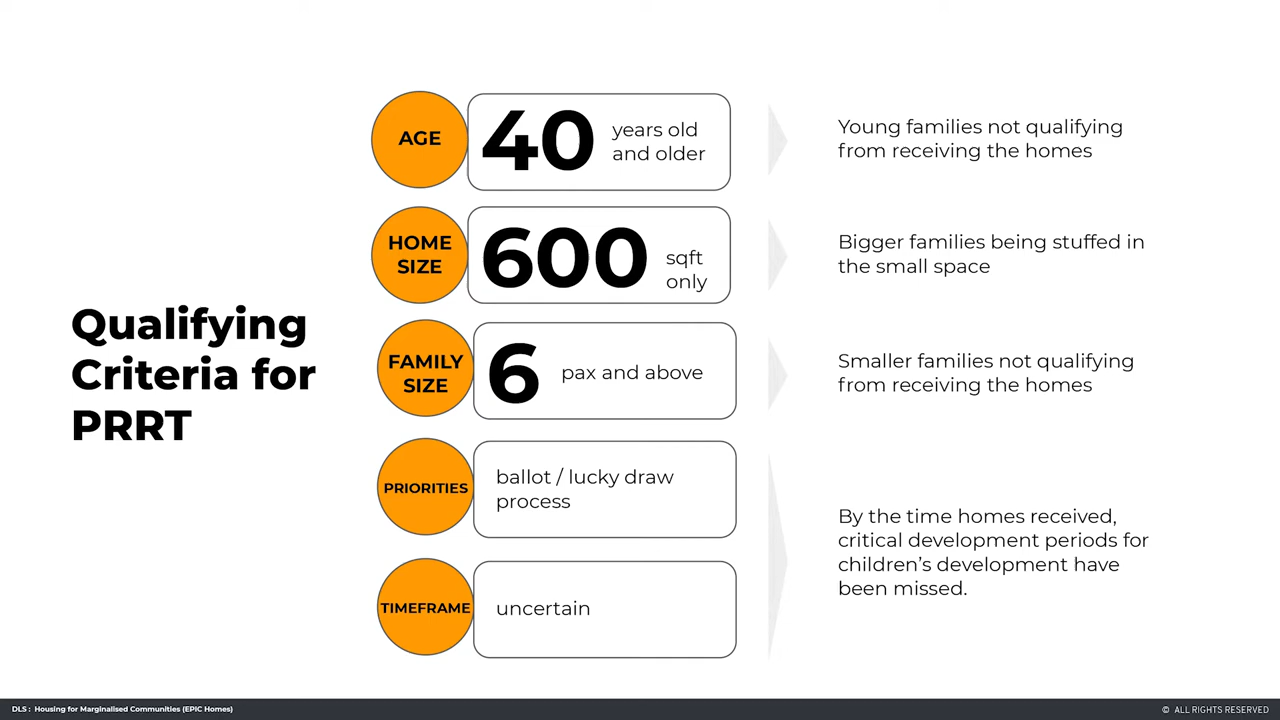 Qualifying
Criteria for
PRRT
AGE
40
years old
and older
Young families not qualifying
from receiving the homes
HOME
SIZE
600
sqft
only
Bigger families being stuffed in
the small space
FAMILY
SIZE
6
pax and above
Smaller families not qualifying
from receiving the homes
PRIORITIES
ballot / lucky draw
process
TIMEFRAME
uncertain
By the time homes received,
critical development periods for
children’s development have
been missed.
DLS : Housing for Marginalised Communities (EPIC Homes)
© ALL RIGHTS RESERVED